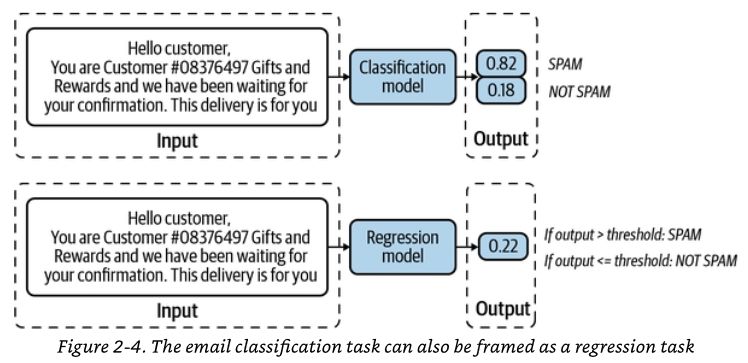 Hello customer,
You are Customer #08376497 Gifts and
Rewards and we have been waiting for
your confirmation. This delivery is for you
Input
Classification
model
0.82
0.18
Output
SPAM
NOT SPAM
Hello customer,
You are Customer #08376497 Gifts and
Rewards and we have been waiting for
your confirmation. This delivery is for you
Input
Regression
model
0.22
Output
If output > threshold: SPAM
If output <= threshold: NOT SPAM
Figure 2-4. The email classification task can also be framed as a regression task